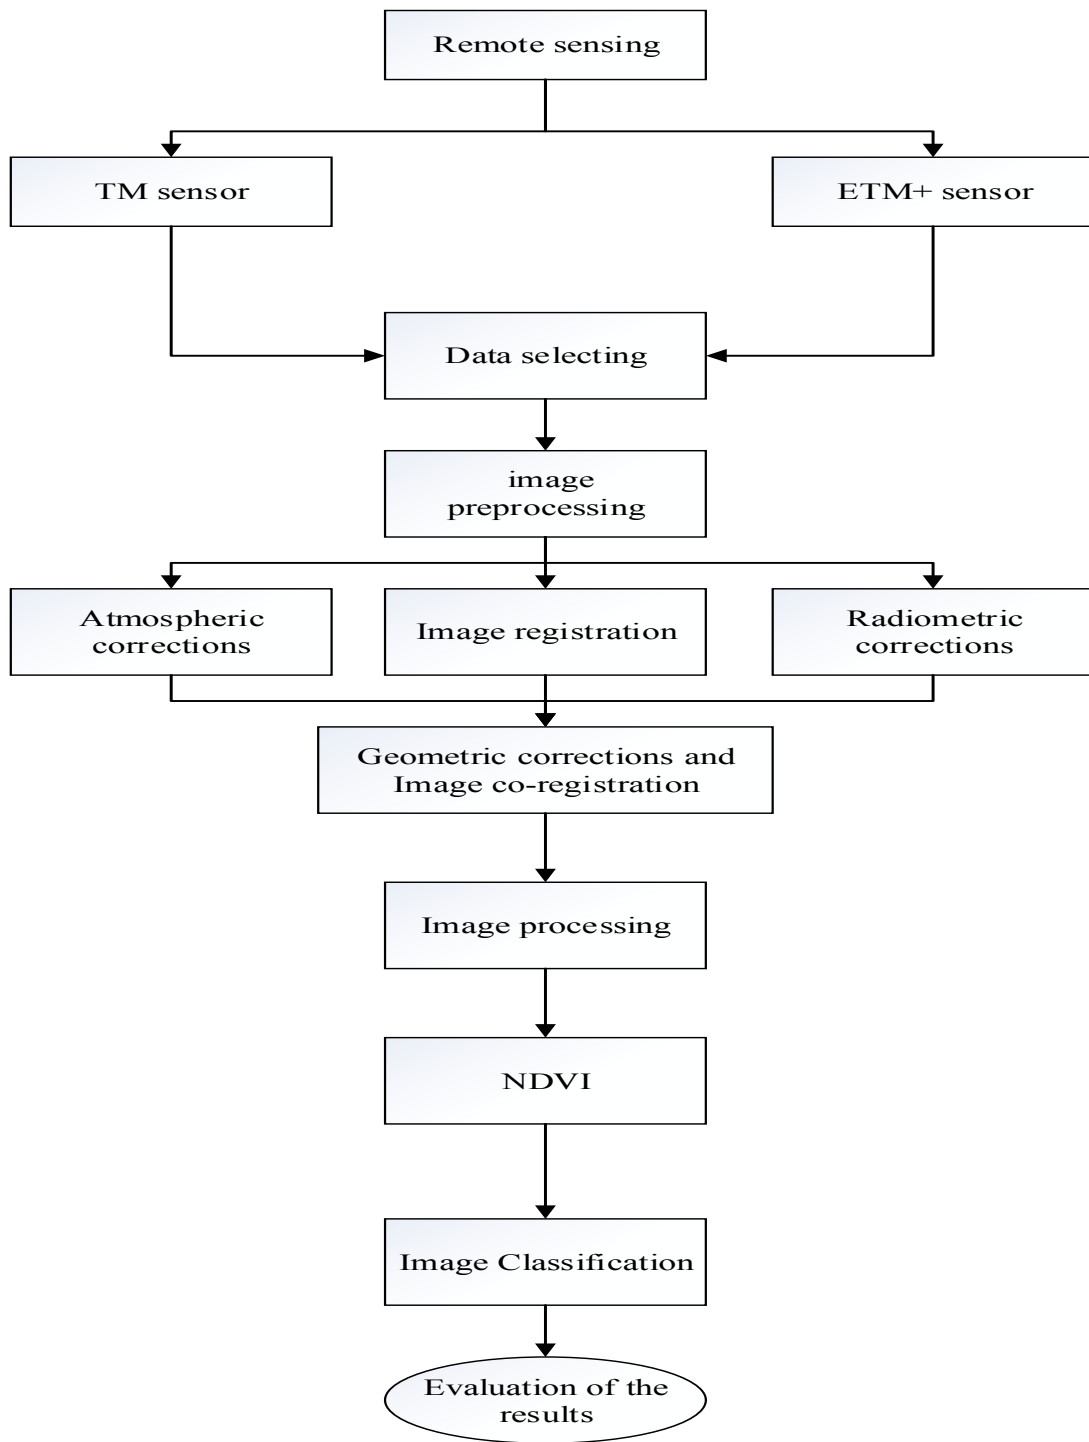 Remote sensing
TM sensor
ETM+ sensor
Data selecting
image
preprocessing
Atmospheric
corrections
Image registration
Radiometric
corrections
Geometric corrections and
Image co-registration
Image processing
NDVI
Image Classification
Evaluation of the
results